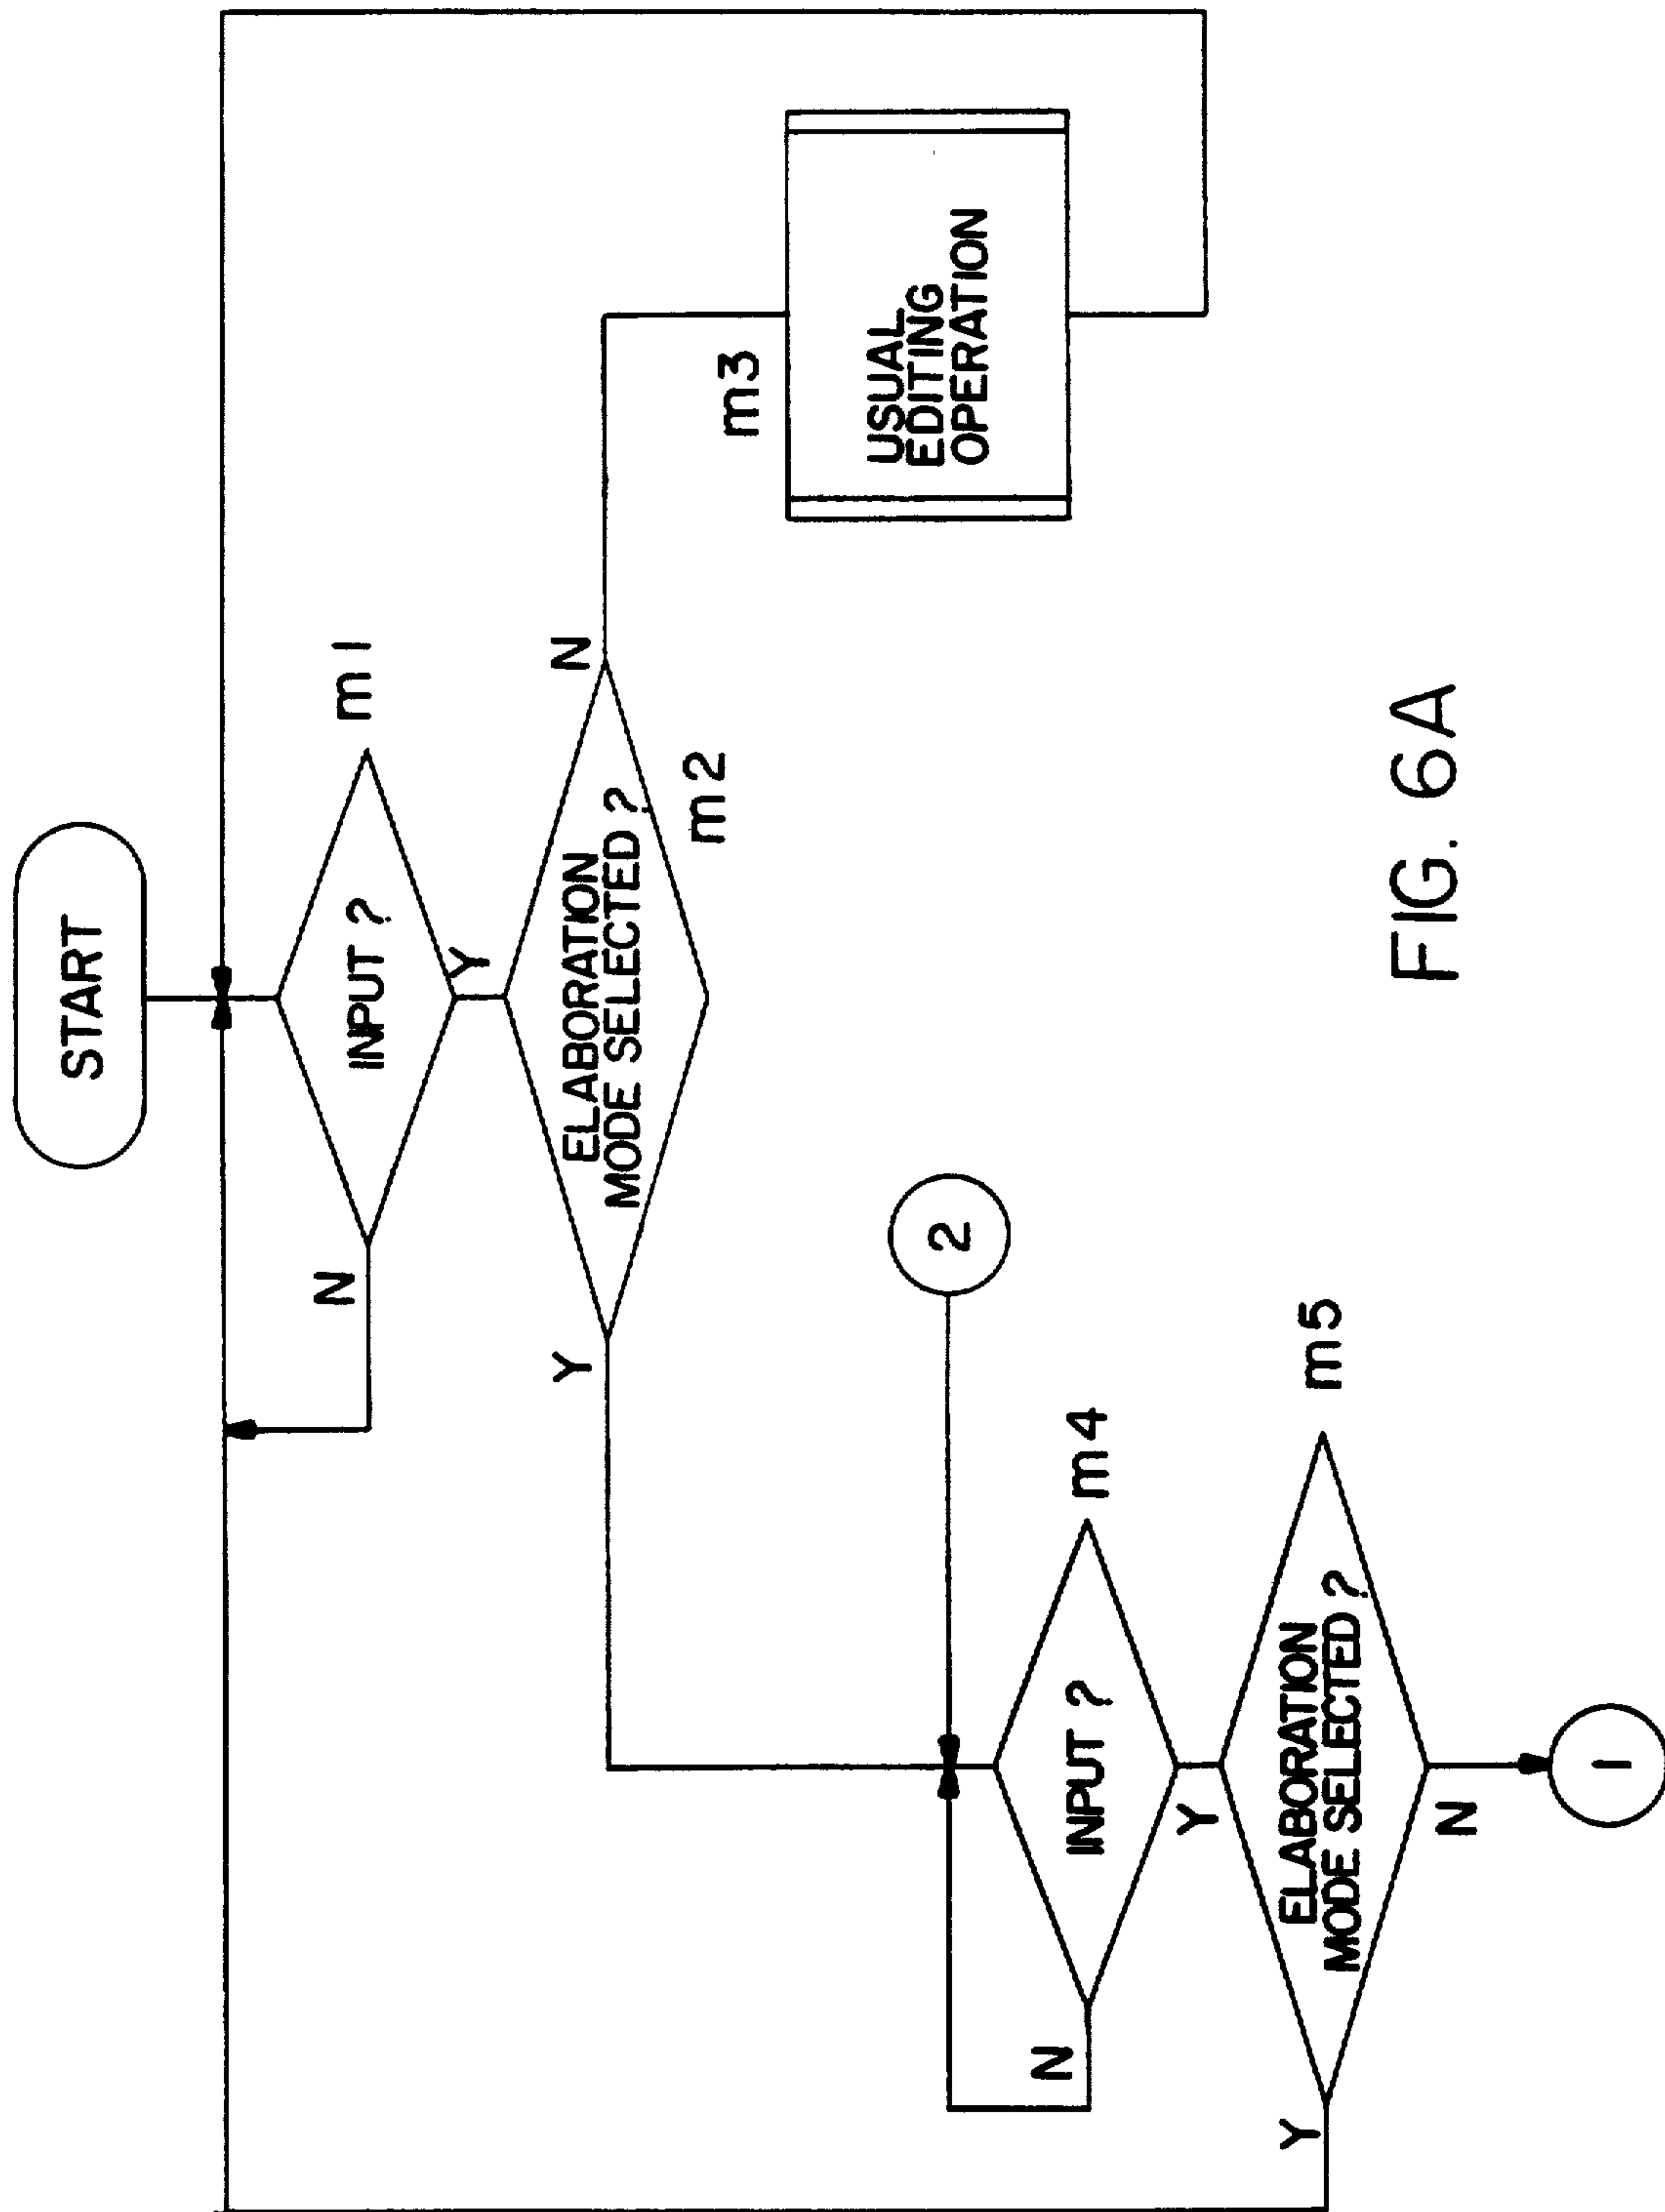 START
INPUT ?
m1
N
Y
ELABORATION
MODE SELECTED ?
m2
Y
N
m3
USUAL
EDITING
OPERATION
2
INPUT ?
m4
N
Y
ELABORATION
MODE SELECTED ?
m5
Y
N
1
FIG. 6A